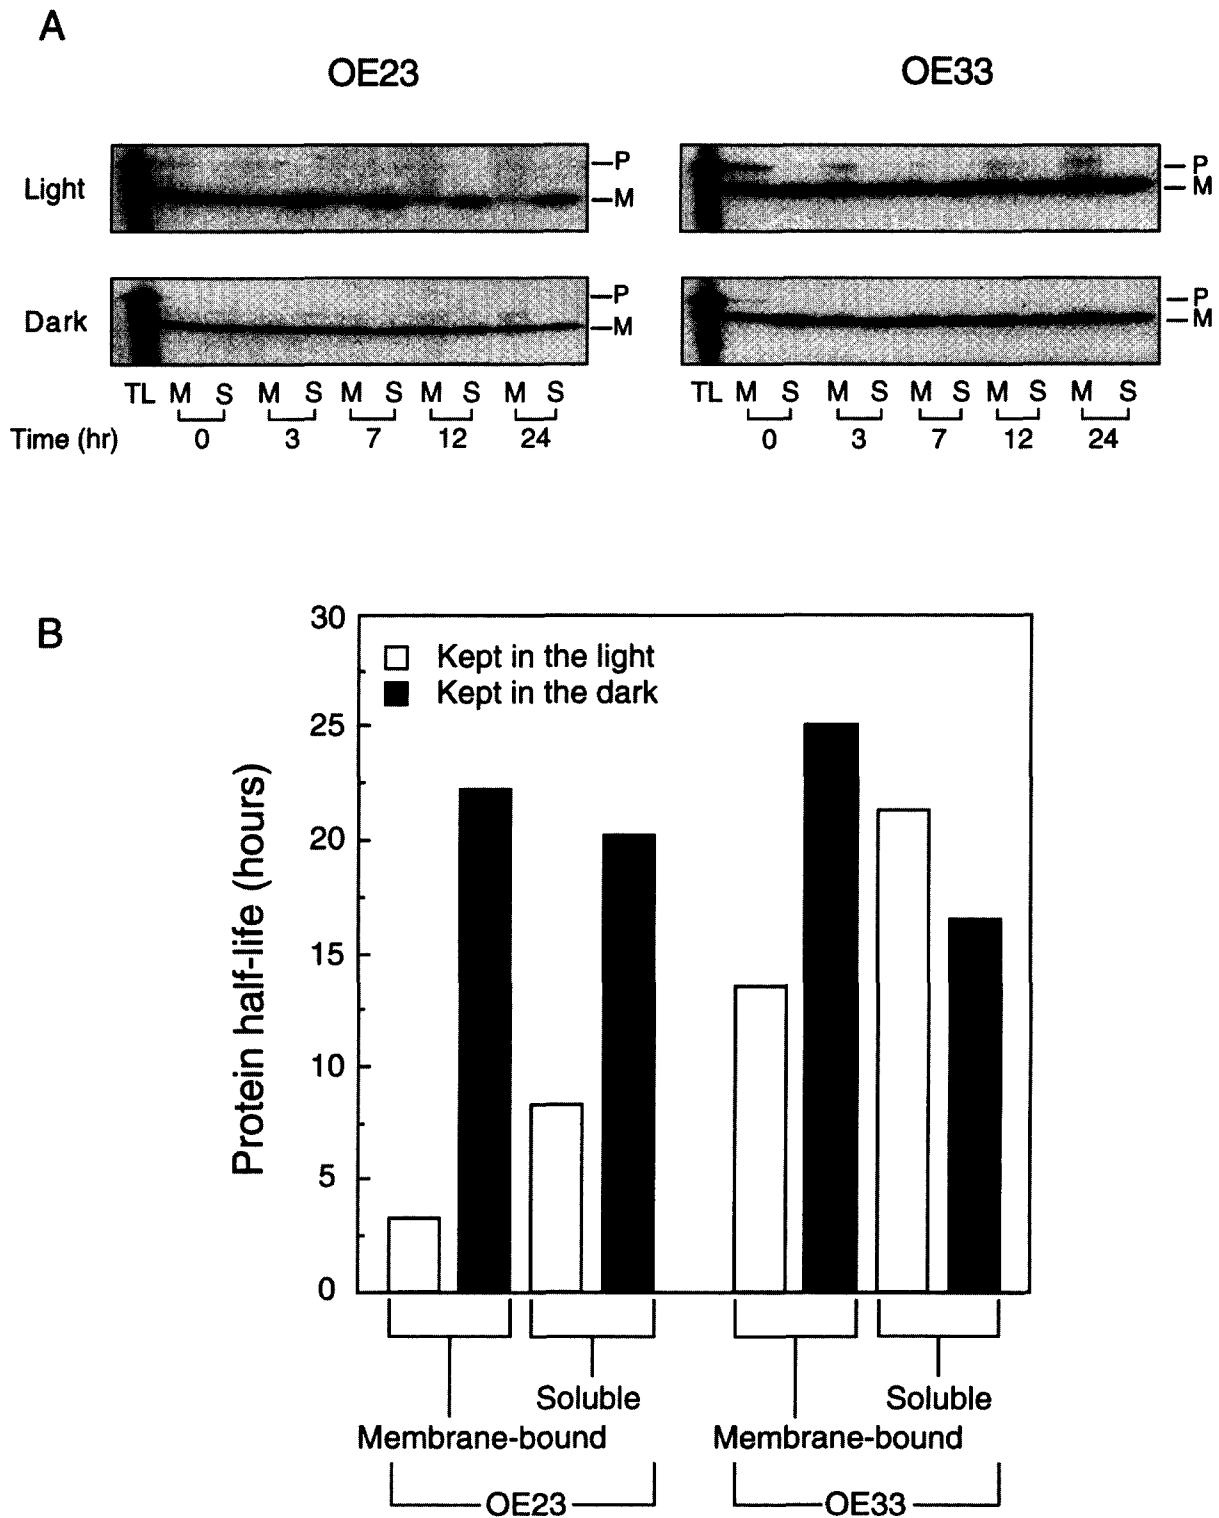 A
OE23 OE33
Light –P –M –P –M
Dark –P –M –P –M
TL M S M S M S M S M S TL M S M S M S M S M S
Time (hr) 0 3 7 12 24 0 3 7 12 24
B
30
Kept in the light
Kept in the dark
25
20
15
10
5
0
Protein half-life (hours)
Soluble Soluble
Membrane-bound Membrane-bound
OE23 OE33